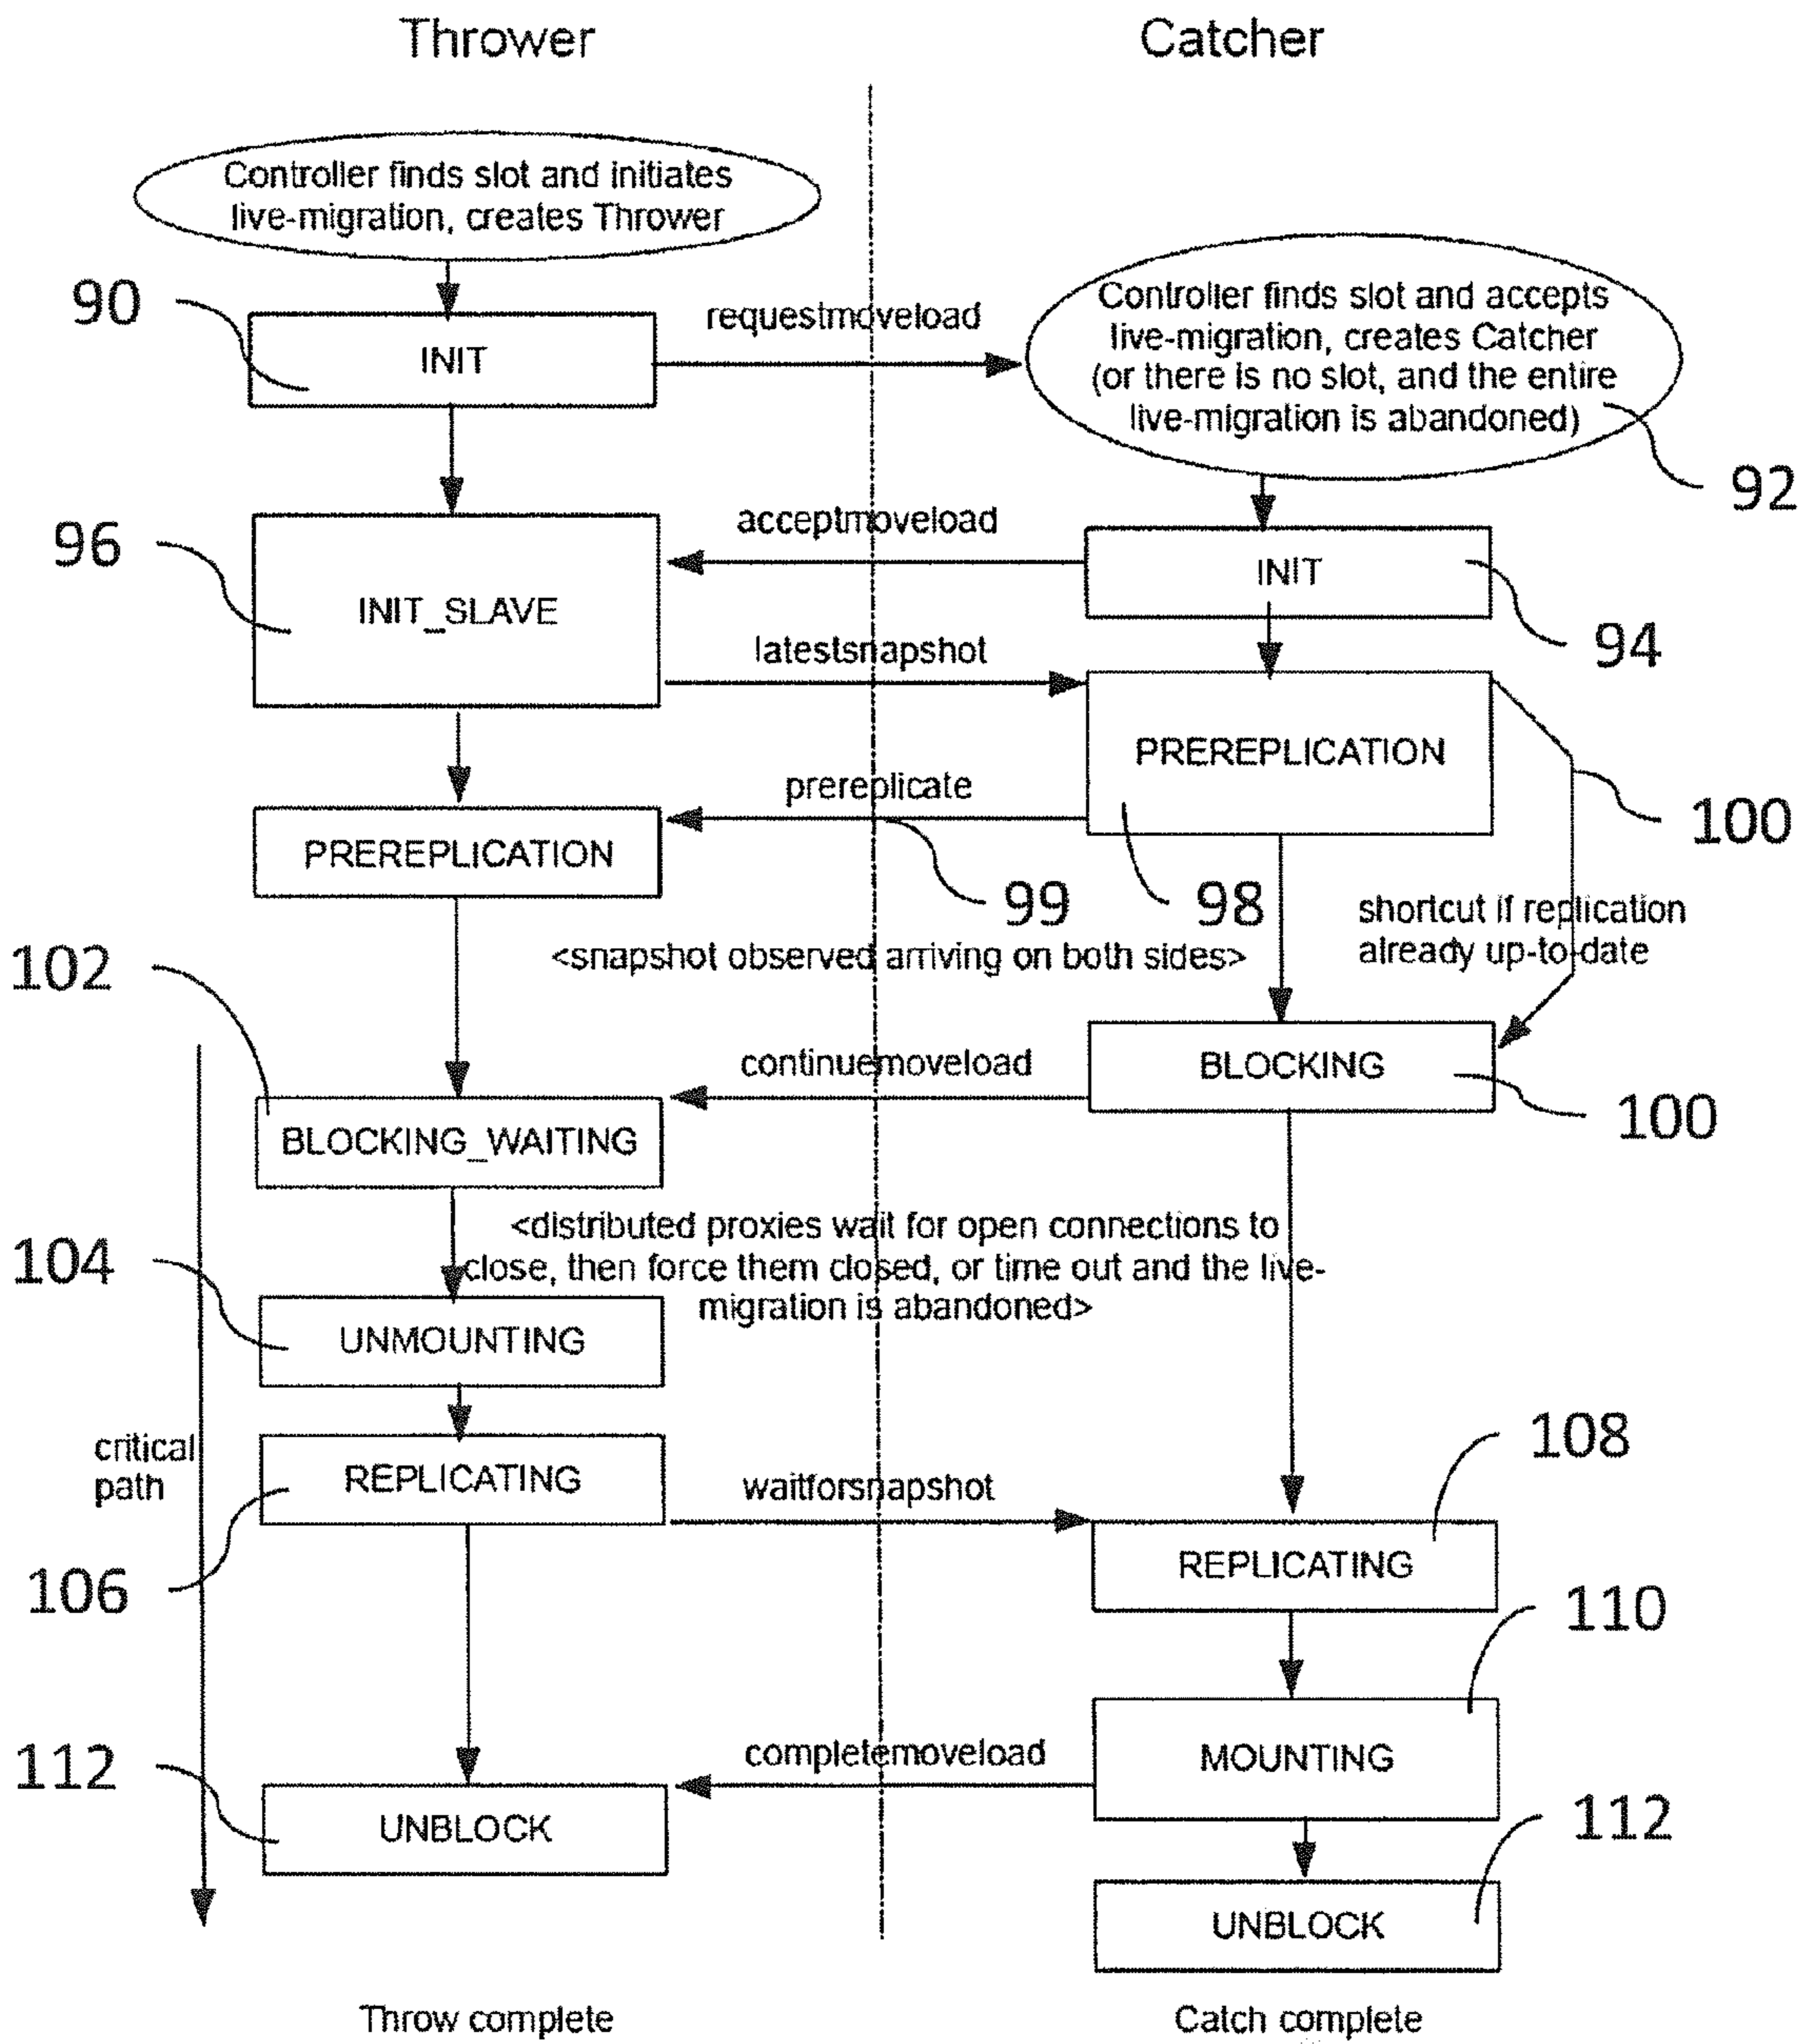 Thrower
Catcher
Controller finds slot and initiates
live-migration, creates Thrower
90
INIT
requestmoveload
Controller finds slot and accepts
live-migration, creates Catcher
(or there is no slot, and the entire
live-migration is abandoned)
92
96
INIT_SLAVE
acceptmoveload
INIT
94
latestsnapshot
PREREPLICATION
100
prereplicate
PREREPLICATION
99
98
shortcut if replication
already up-to-date
<snapshot observed arriving on both sides>
102
continuemoveload
BLOCKING
100
BLOCKING_WAITING
<distributed proxies wait for open connections to
close, then force them closed, or time out and the live-
migration is abandoned>
104
UNMOUNTING
critical
path
REPLICATING
106
waitforsnapshot
108
REPLICATING
110
MOUNTING
completemoveload
112
UNBLOCK
112
UNBLOCK
Throw complete
Catch complete